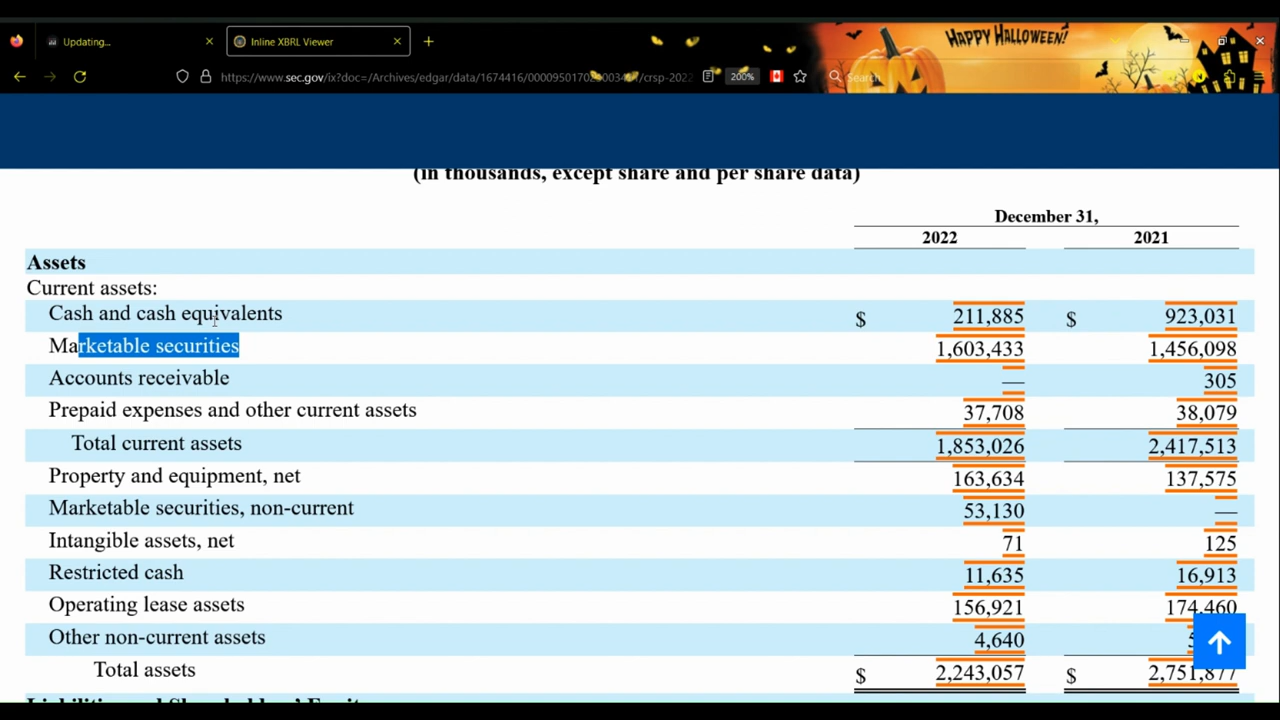 HAPPY HALLOWEEN!
Updating...
Inline XBRL Viewer
200%
Search
(in thousands, except share and per share data)
December 31,
2022 2021
Assets
Current assets:
Cash and cash equivalents $ 211,885 $ 923,031
Marketable securities 1,603,433 1,456,098
Accounts receivable — 305
Prepaid expenses and other current assets 37,708 38,079
Total current assets 1,853,026 2,417,513
Property and equipment, net 163,634 137,575
Marketable securities, non-current 53,130 —
Intangible assets, net 71 125
Restricted cash 11,635 16,913
Operating lease assets 156,921 174,460
Other non-current assets 4,640
Total assets $ 2,243,057 $ 2,751,877